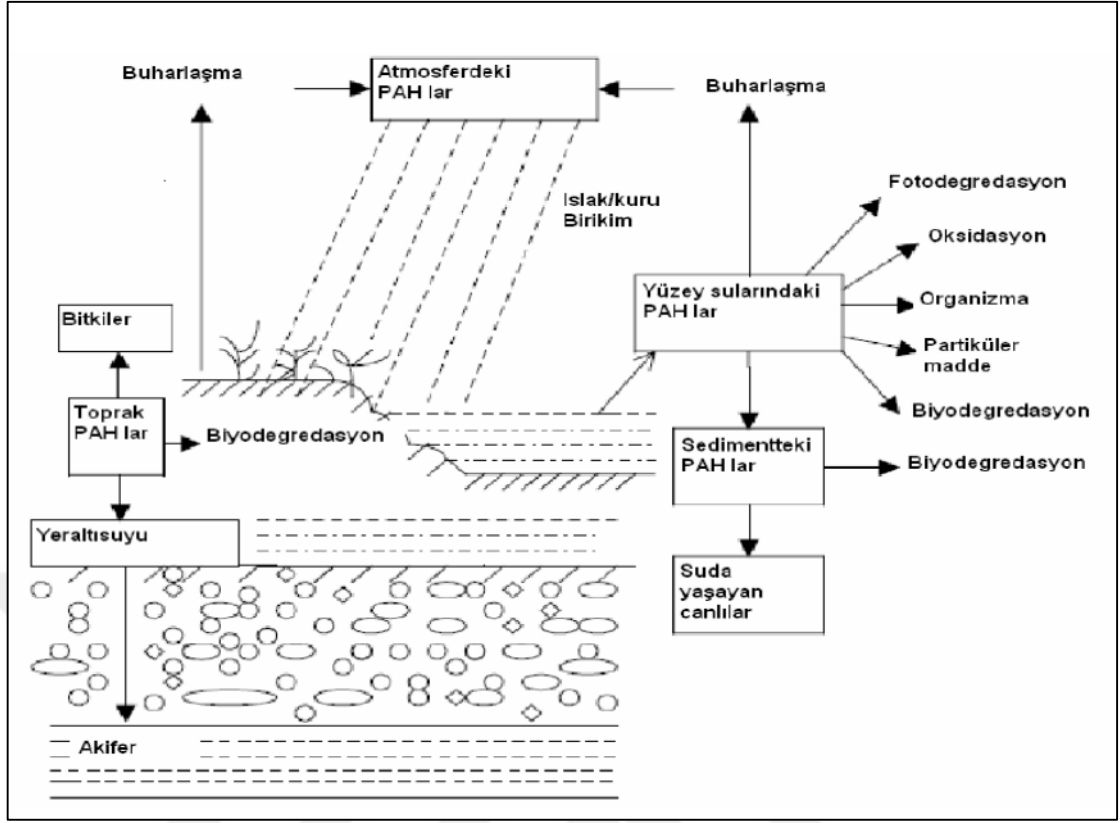 Buharlaşma
Atmosferdeki
PAH lar
Buharlaşma
Islak/kuru
Birikim
Fotodegredasyon
Oksidasyon
Yüzey sularındaki
PAH lar
Organizma
Partiküler
madde
Biyodegredasyon
Bitkiler
Toprak
PAH lar
Biyodegredasyon
Sedimentteki
PAH lar
Biyodegredasyon
Yeraltısuyu
Suda
yaşayan
canlılar
Akifer